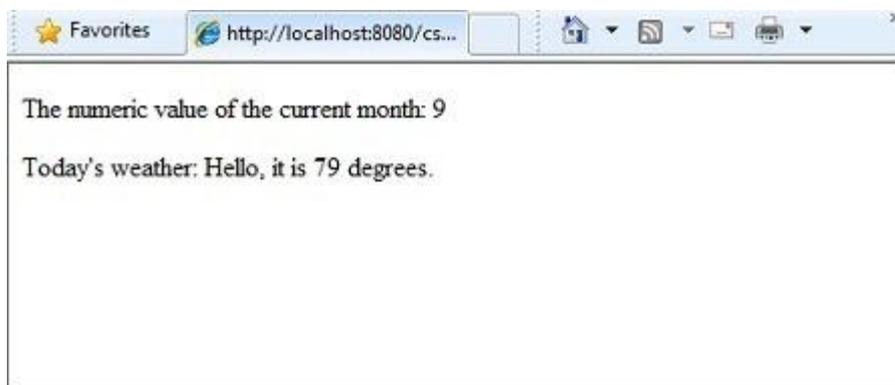 Favorites
http://localhost:8080/cs...
The numeric value of the current month: 9
Today's weather: Hello, it is 79 degrees.